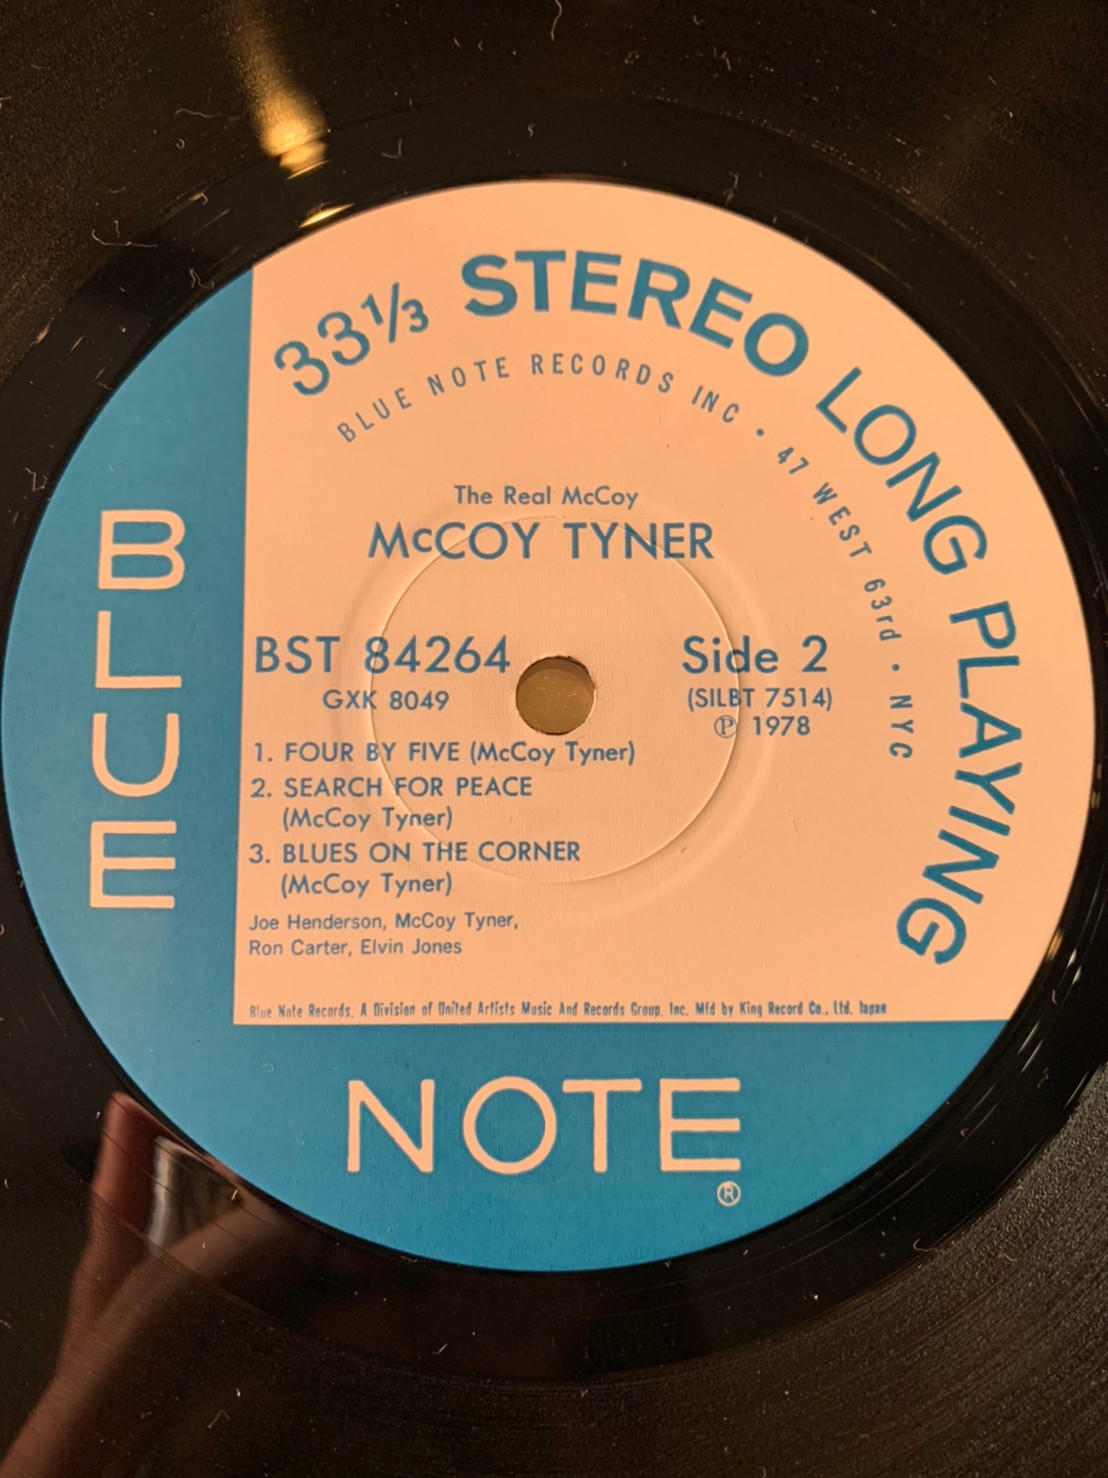 33⅓ STEREO LONG PLAYING
BLUE NOTE RECORDS INC • 47 WEST 63rd • NYC
The Real McCoy
McCOY TYNER
BST 84264
Side 2
GXK 8049
(SILBT 7514)
Ⓟ 1978
1. FOUR BY FIVE (McCoy Tyner)
2. SEARCH FOR PEACE
(McCoy Tyner)
3. BLUES ON THE CORNER
(McCoy Tyner)
Joe Henderson, McCoy Tyner,
Ron Carter, Elvin Jones
Blue Note Records, A Division of United Artists Music And Records Group, Inc. Mfd by King Record Co., Ltd. Japan
BLUE
NOTE
®